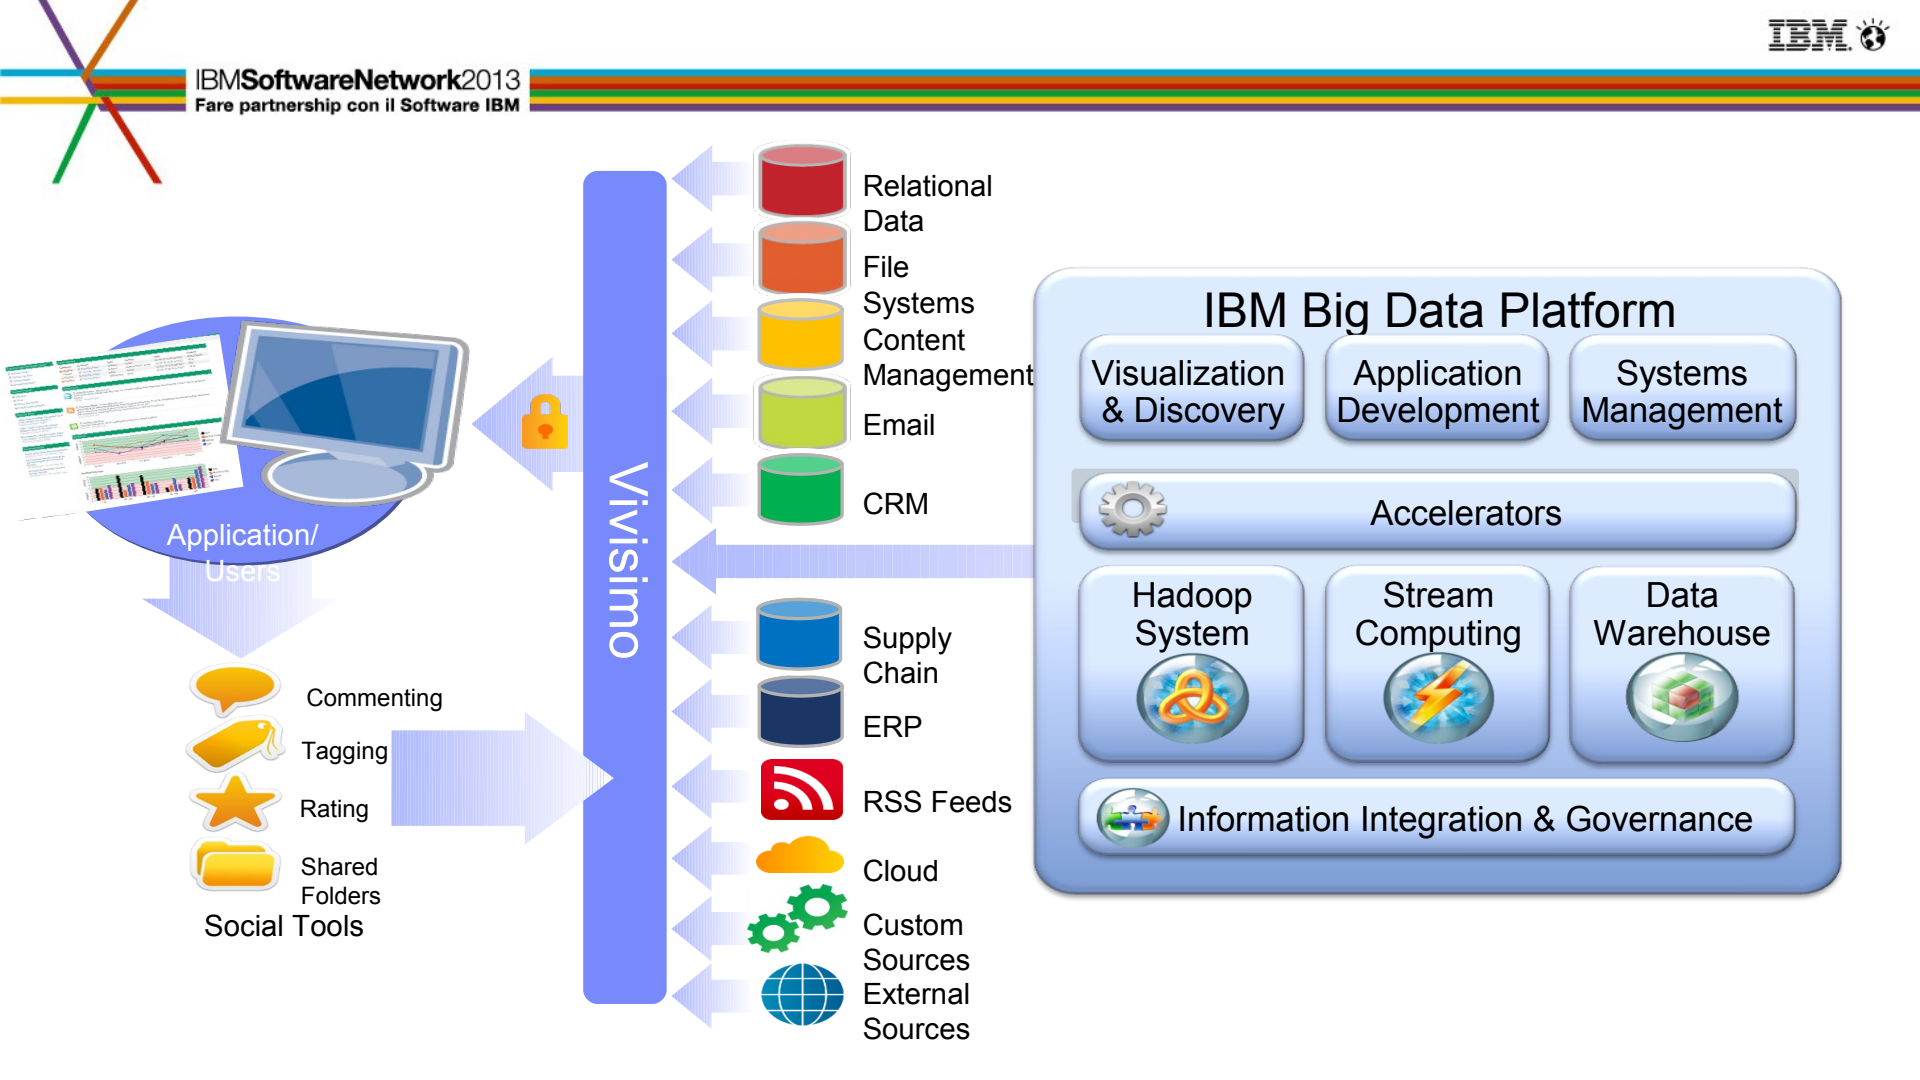 IBM
IBMSoftwareNetwork2013
Fare partnership con il Software IBM
Relational
Data
File
Systems
Content
Management
Email
CRM
Supply
Chain
ERP
RSS Feeds
Cloud
Custom
Sources
External
Sources
Vivisimo
Application/
Users
Commenting
Tagging
Rating
Shared
Folders
Social Tools
IBM Big Data Platform
Visualization
& Discovery
Application
Development
Systems
Management
Accelerators
Hadoop
System
Stream
Computing
Data
Warehouse
Information Integration & Governance